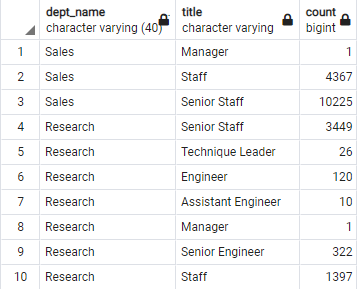 dept_name title count
character varying (40) character varying bigint
1 Sales Manager 1
2 Sales Staff 4367
3 Sales Senior Staff 10225
4 Research Senior Staff 3449
5 Research Technique Leader 26
6 Research Engineer 120
7 Research Assistant Engineer 10
8 Research Manager 1
9 Research Senior Engineer 322
10 Research Staff 1397